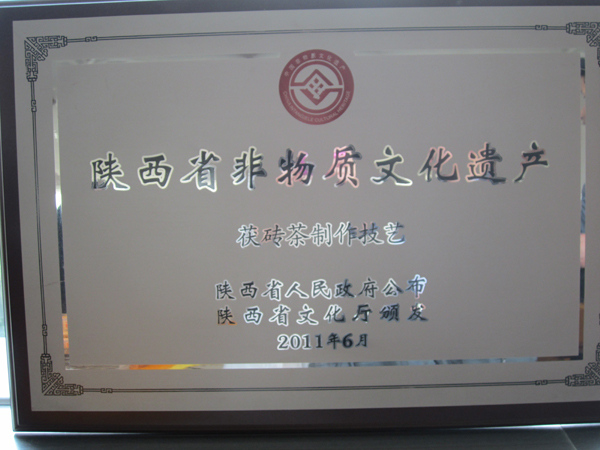 陕西省非物质文化遗产
茯砖茶制作技艺
陕西省人民政府公布
陕西省文化厅颁发
2011年6月